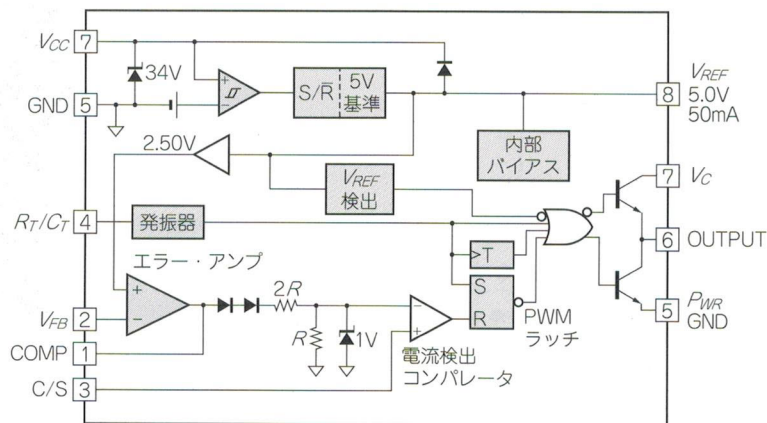 VCC 7
34V
S/R̅ 5V
基準
GND 5
VREF
8 5.0V
50mA
内部
バイアス
2.50V
VREF
検出
7 VC
RT/CT 4 発振器
6 OUTPUT
T
エラー・アンプ
S
R
PWM
ラッチ
PWR
5 GND
2R
R
1V
VFB 2
COMP 1
C/S 3
電流検出
コンパレータ
+
−
+
−
−
+